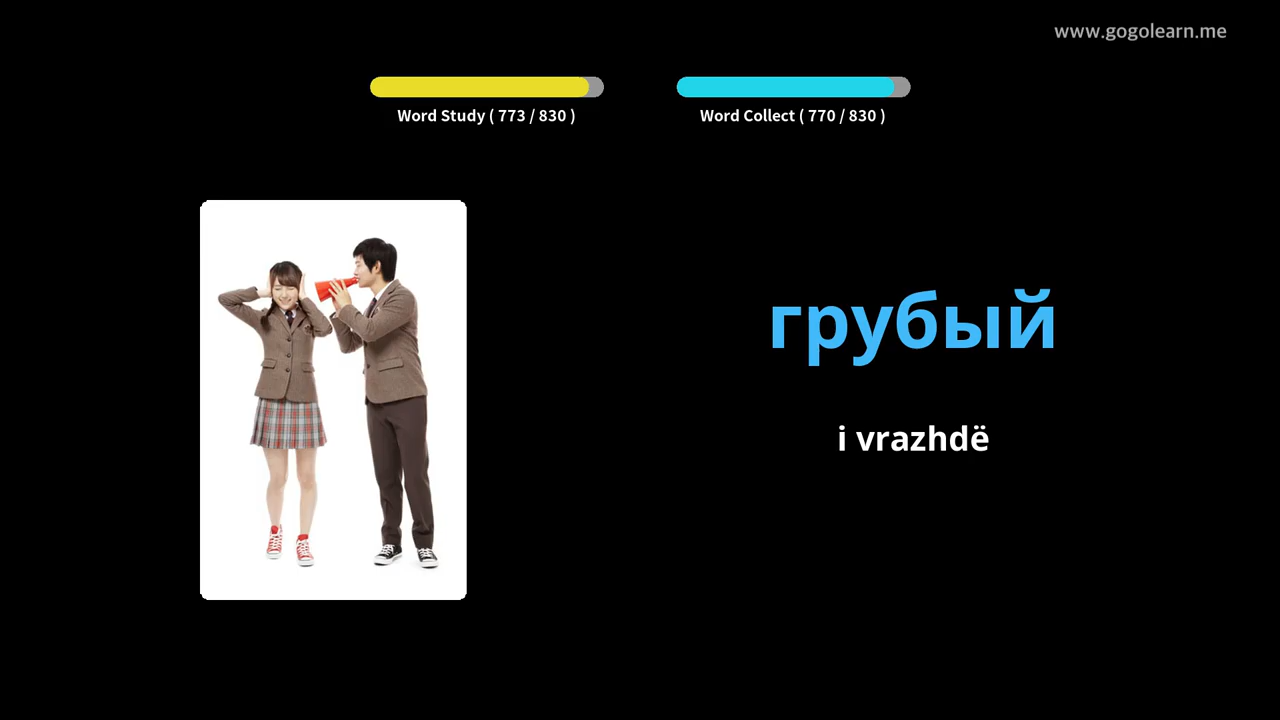 www.gogolearn.me
Word Study ( 773 / 830 )
Word Collect ( 770 / 830 )
грубый
i vrazhdë